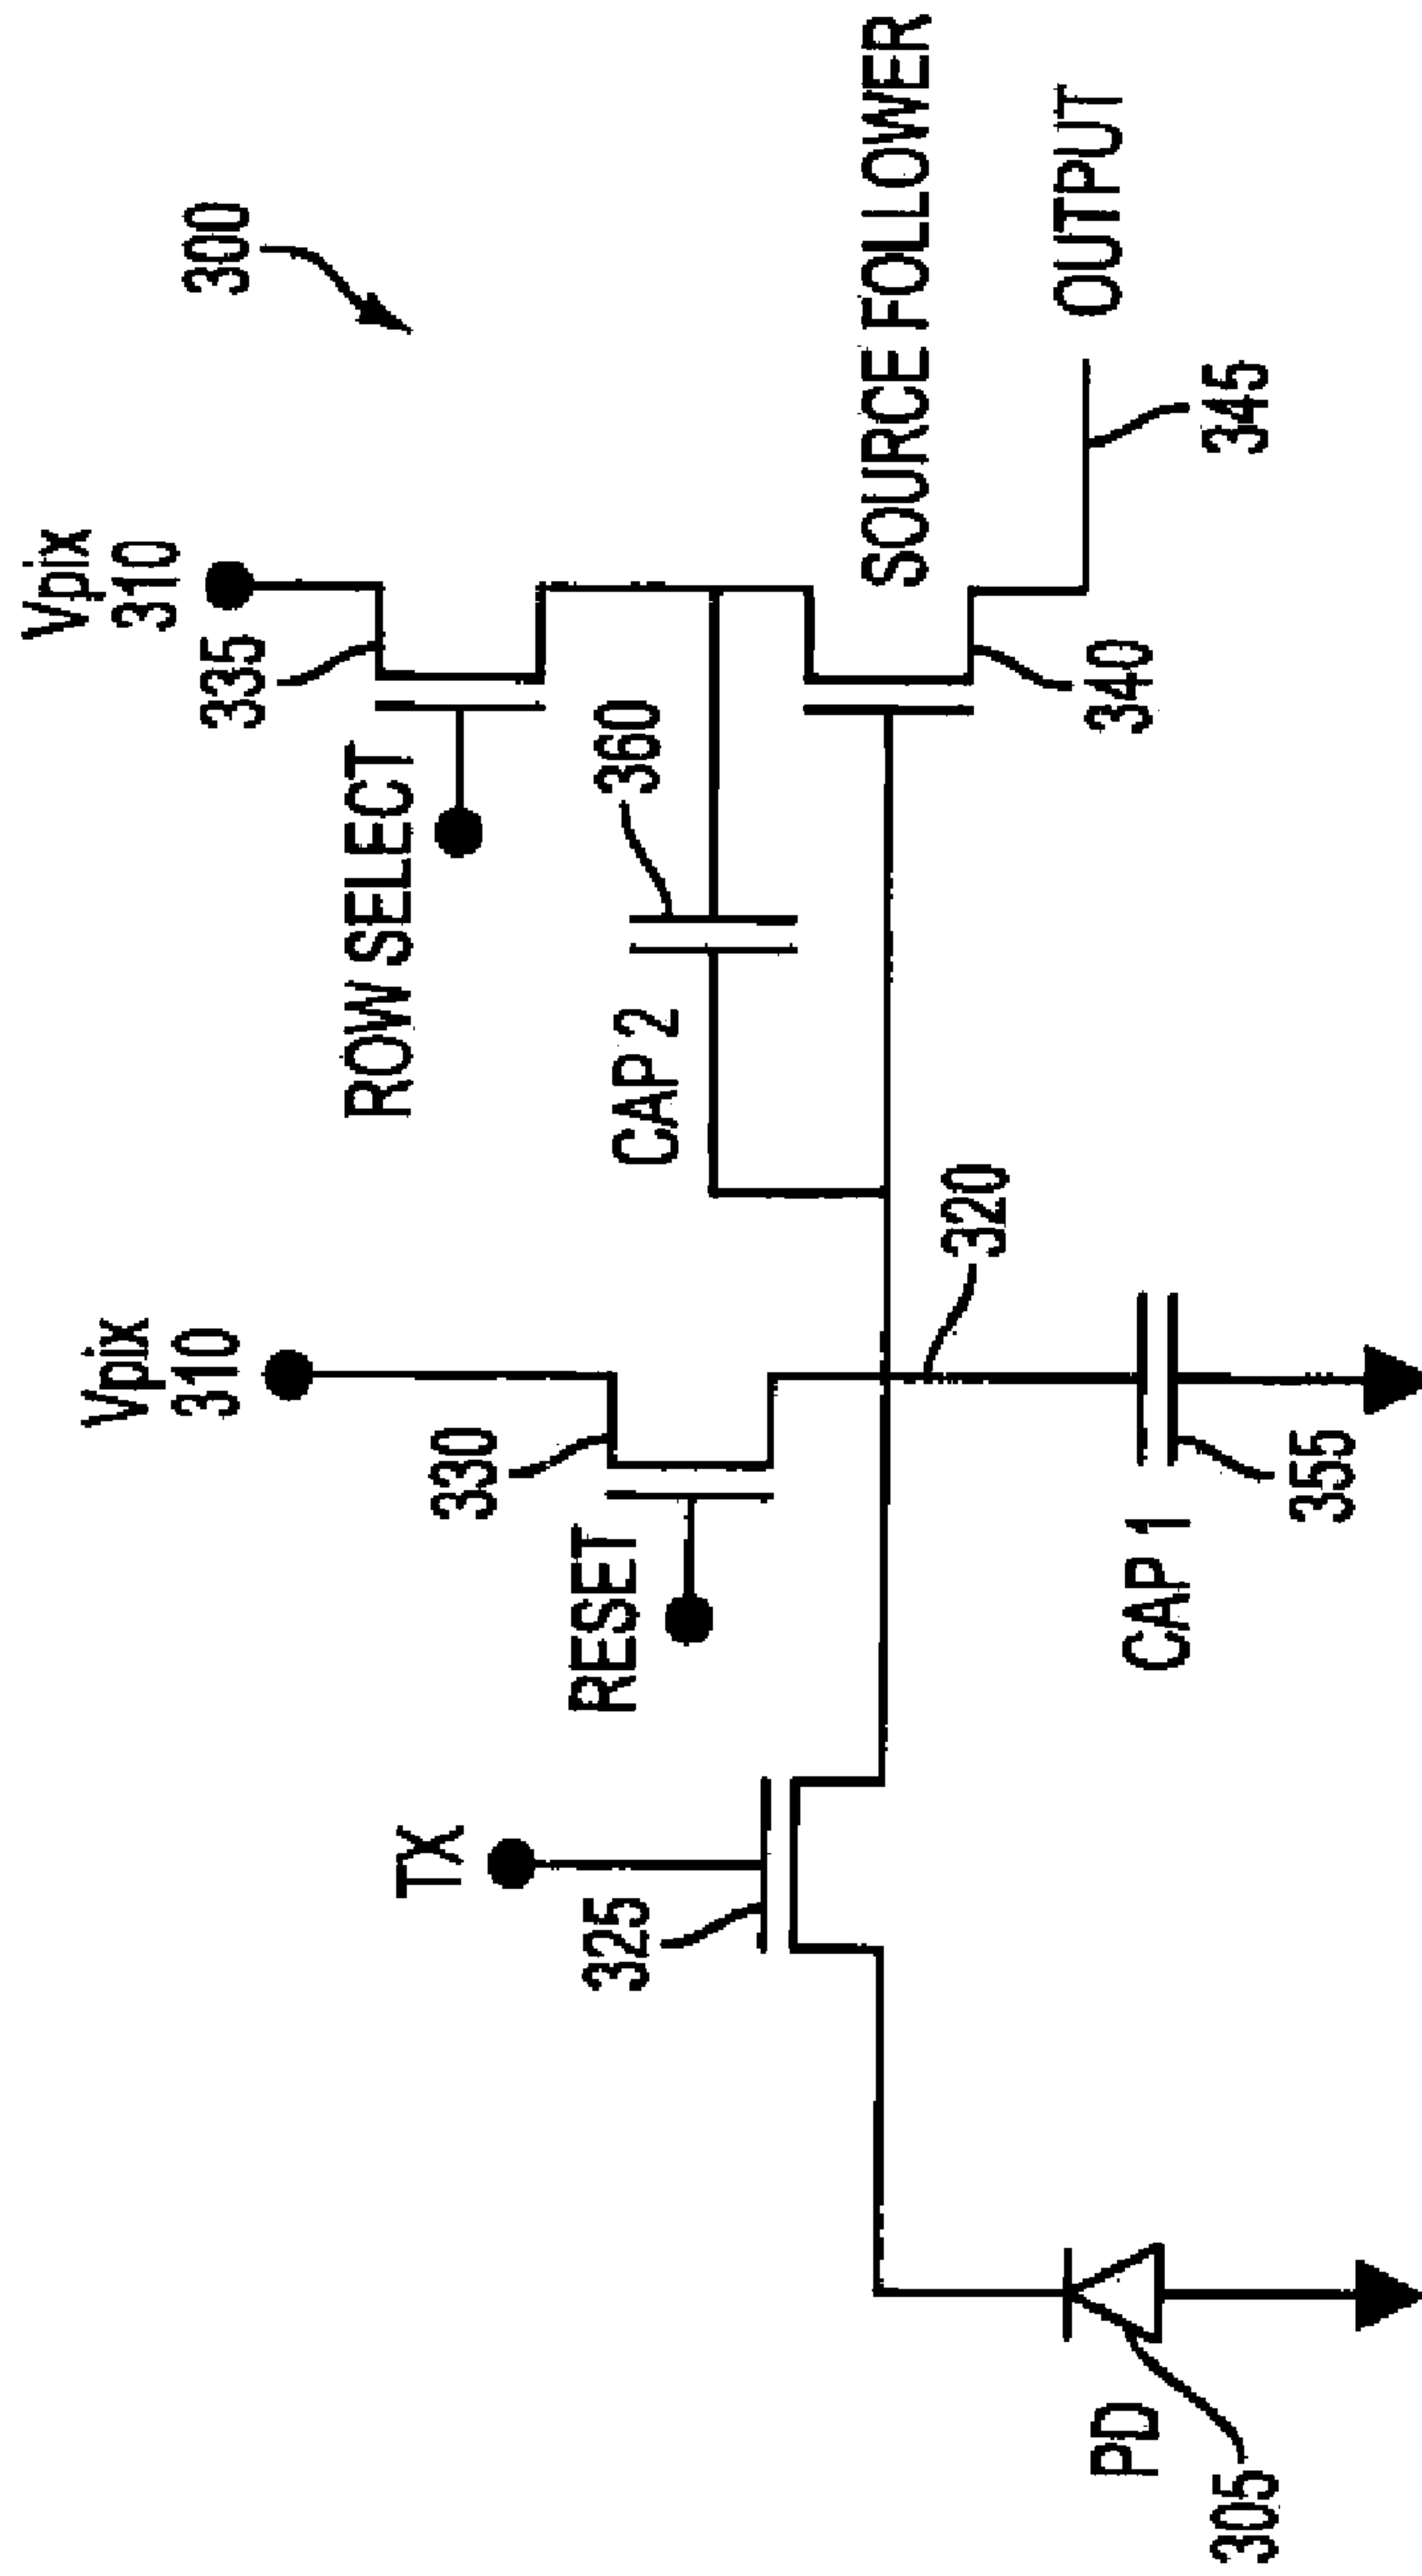 300
Vpix
310
335
ROW SELECT
Vpix
310
330
RESET
TX
325
360
CAP 2
SOURCE FOLLOWER
OUTPUT
345
340
320
CAP 1
355
PD
305